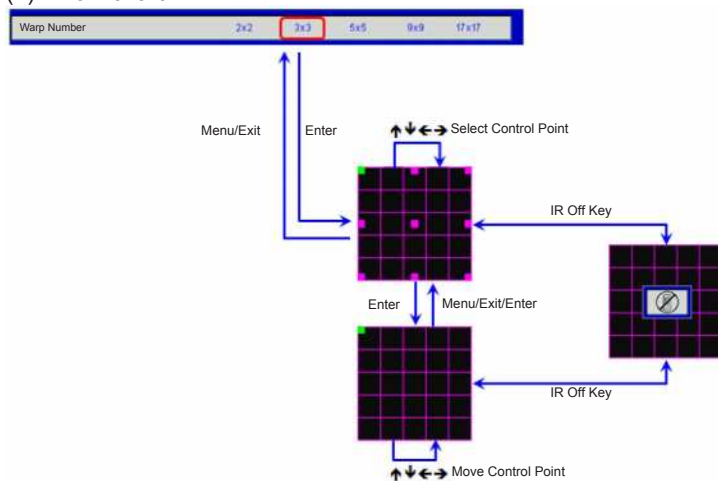 Warp Number 2x2 3x3 5x5 9x9 17x17
Menu/Exit
Enter
Select Control Point
IR Off Key
Enter
Menu/Exit/Enter
IR Off Key
Move Control Point